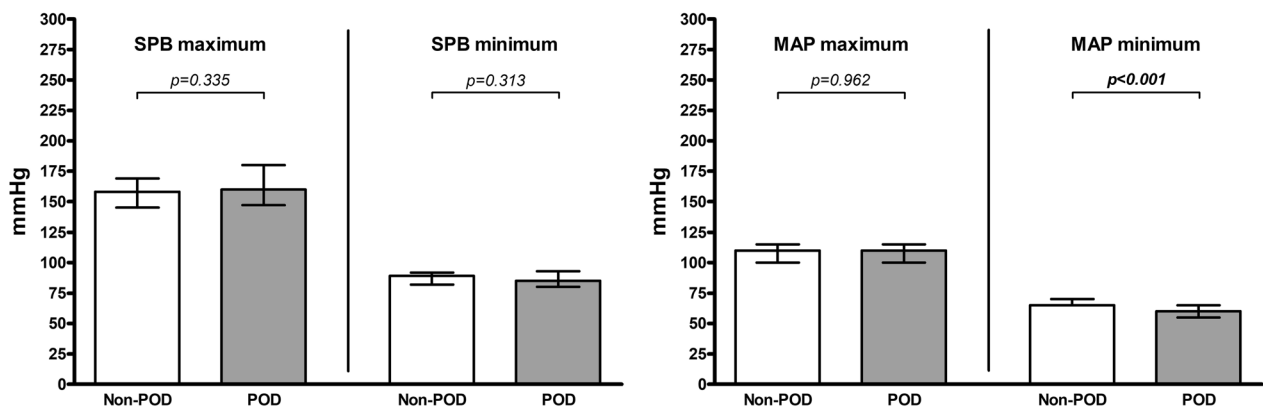 SPB maximum
SPB minimum
p=0.335
p=0.313
mmHg
300
275
250
225
200
175
150
125
100
75
50
25
0
Non-POD POD Non-POD POD
MAP maximum
MAP minimum
p=0.962
p<0.001
mmHg
300
275
250
225
200
175
150
125
100
75
50
25
0
Non-POD POD Non-POD POD